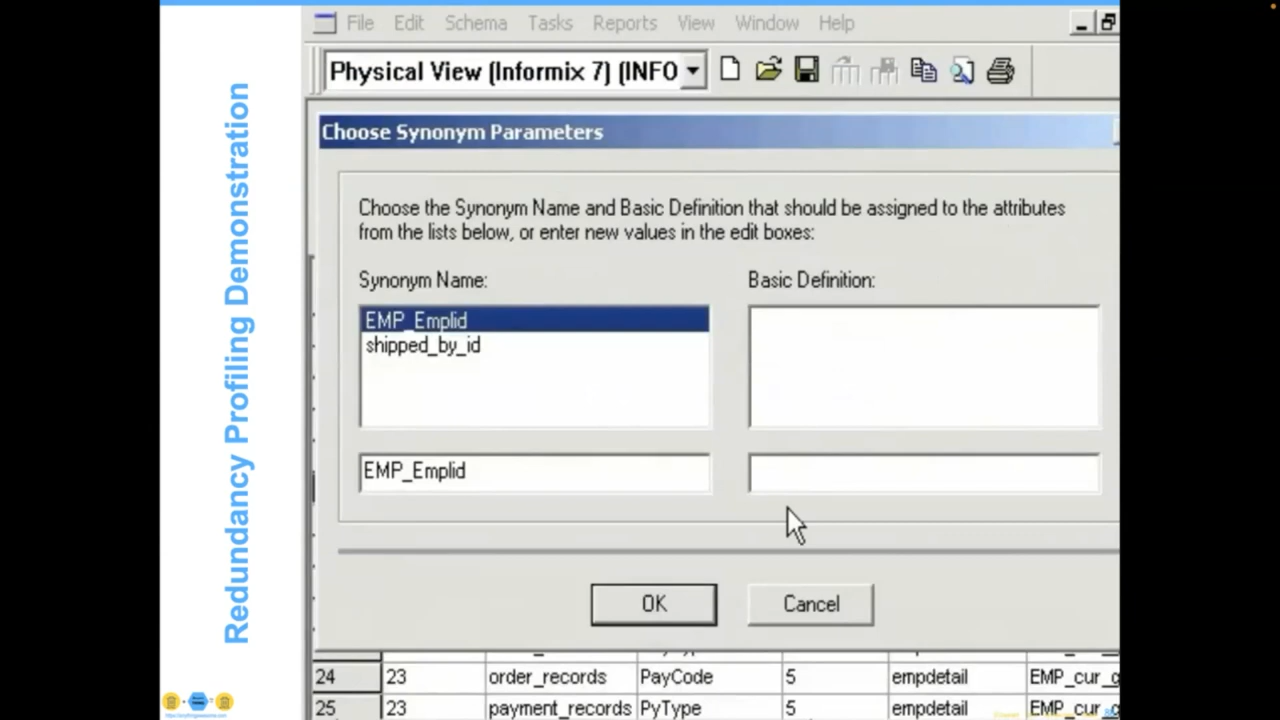 Redundancy Profiling Demonstration
File Edit Schema Tasks Reports View Window Help
Physical View (Informix 7) (INFO
Choose Synonym Parameters
Choose the Synonym Name and Basic Definition that should be assigned to the attributes
from the lists below, or enter new values in the edit boxes:
Synonym Name: Basic Definition:
EMP_Emplid
shipped_by_id
EMP_Emplid
OK Cancel
24 23 order_records PayCode 5 empdetail EMP_cur_
25 23 payment_records PyType 5 empdetail EMP_cur_